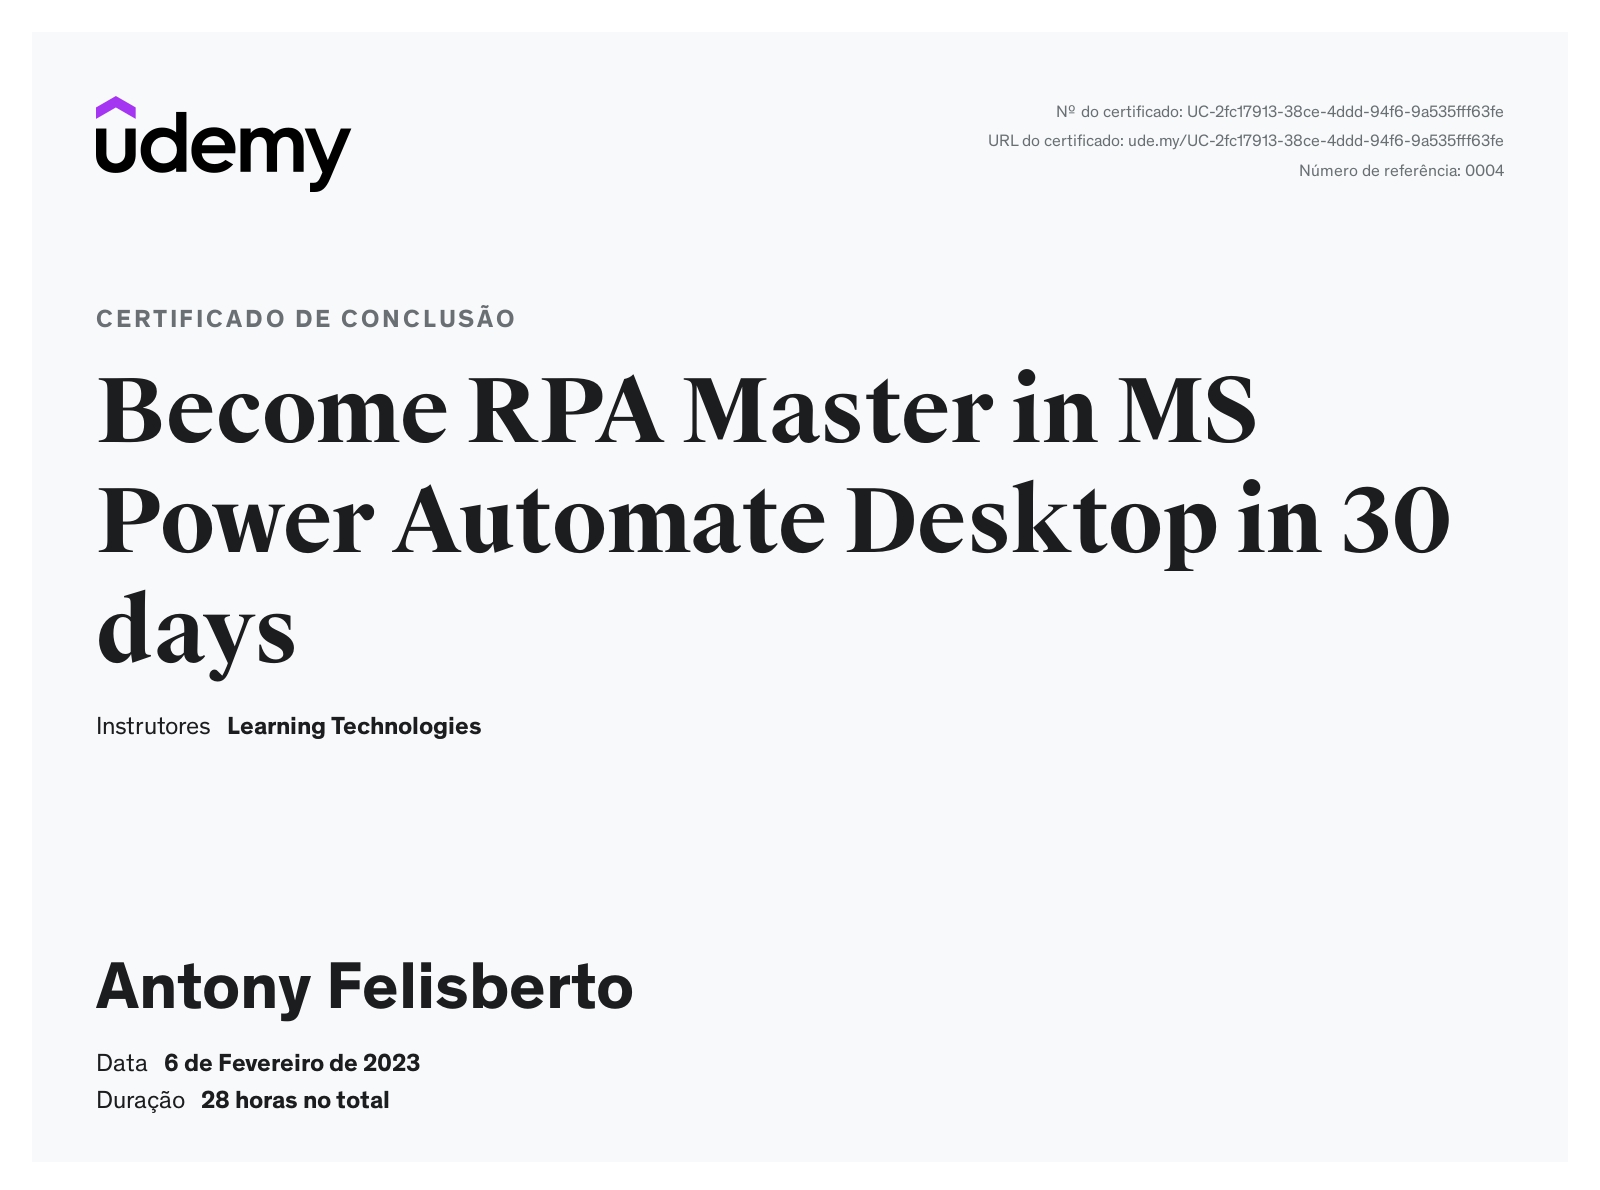 udemy
Nº do certificado: UC-2fc17913-38ce-4ddd-94f6-9a535fff63fe
URL do certificado: ude.my/UC-2fc17913-38ce-4ddd-94f6-9a535fff63fe
Número de referência: 0004
CERTIFICADO DE CONCLUSÃO
Become RPA Master in MS
Power Automate Desktop in 30
days
Instrutores Learning Technologies
Antony Felisberto
Data 6 de Fevereiro de 2023
Duração 28 horas no total